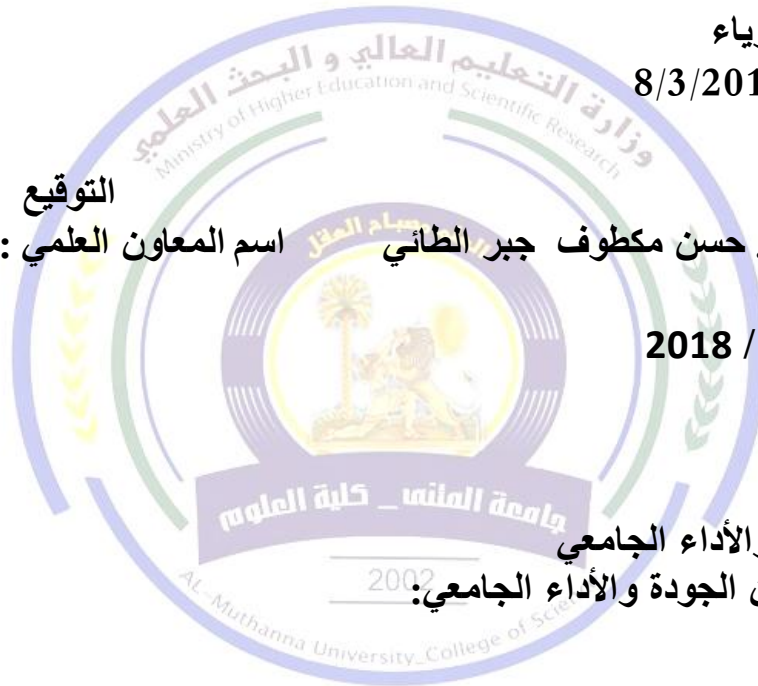 رياء
8/3/201
وزارة التعليم العالي و البحث العلمي
Ministry of Higher Education and Scientific Research
التوقيع
حسن مكطوف جبر الطائي اسم المعاون العلمي :
2018 /
جامعة المثنى _ كلية العلوم
الأداء الجامعي
2002
الجودة والأداء الجامعي:
AL-Muthanna University_College of